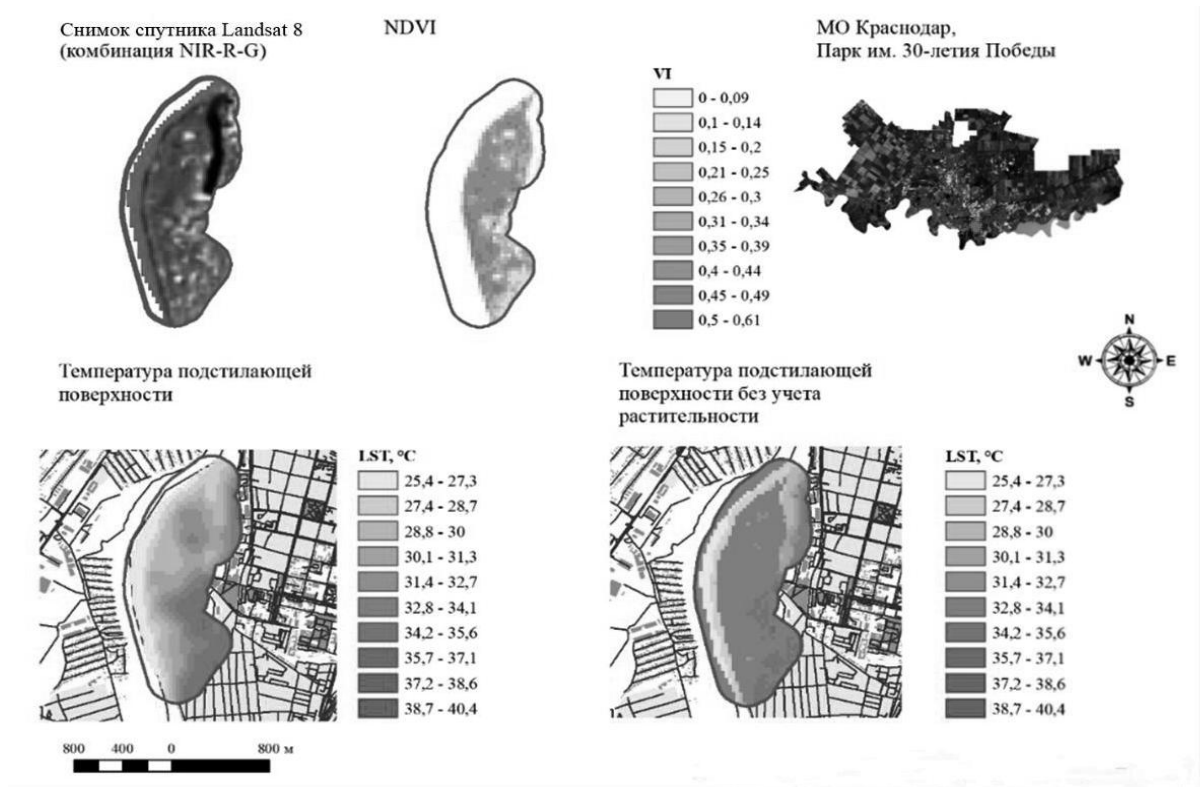 Снимок спутника Landsat 8
(комбинация NIR-R-G)
NDVI
МО Краснодар,
Парк им. 30-летия Победы
VI
0 - 0,09
0,1 - 0,14
0,15 - 0,2
0,21 - 0,25
0,26 - 0,3
0,31 - 0,34
0,35 - 0,39
0,4 - 0,44
0,45 - 0,49
0,5 - 0,61
N
W
E
S
Температура подстилающей
поверхности
LST, °C
25,4 - 27,3
27,4 - 28,7
28,8 - 30
30,1 - 31,3
31,4 - 32,7
32,8 - 34,1
34,2 - 35,6
35,7 - 37,1
37,2 - 38,6
38,7 - 40,4
Температура подстилающей
поверхности без учета
растительности
LST, °C
25,4 - 27,3
27,4 - 28,7
28,8 - 30
30,1 - 31,3
31,4 - 32,7
32,8 - 34,1
34,2 - 35,6
35,7 - 37,1
37,2 - 38,6
38,7 - 40,4
800 400 0 800 м